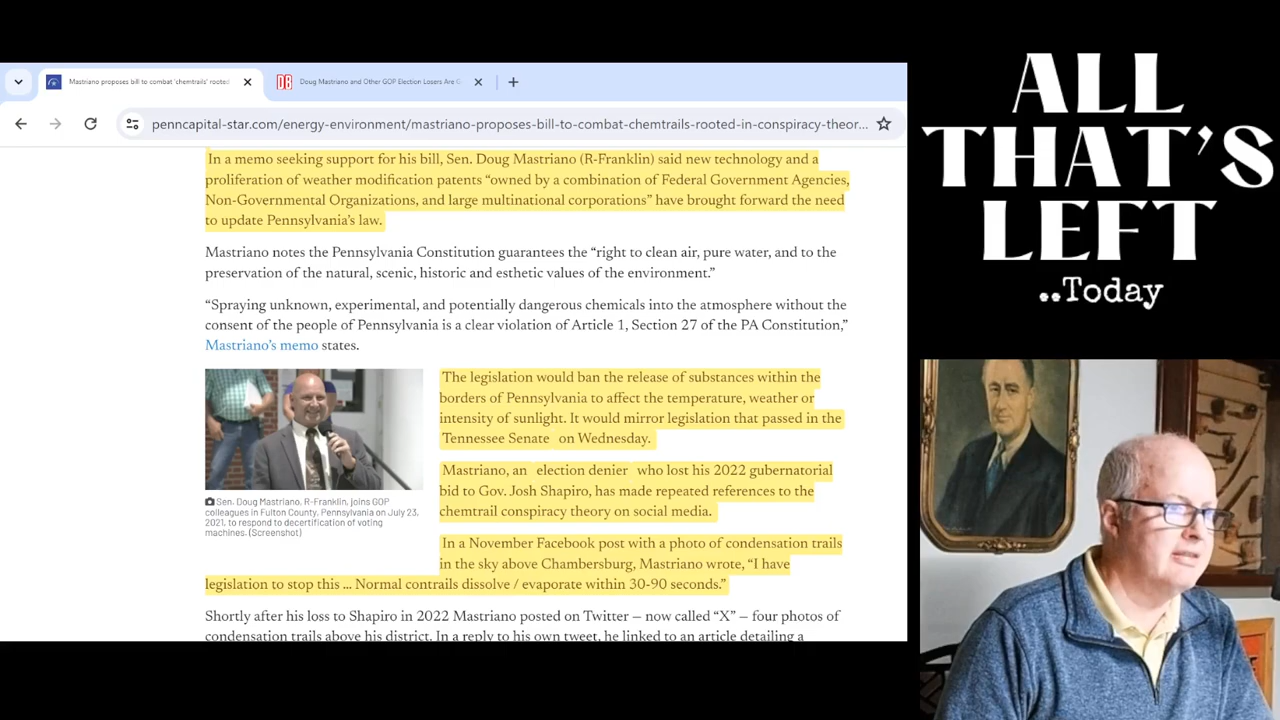 Mastriano proposes bill to combat 'chemtrails' rooted
Doug Mastriano and Other GOP Election Losers Are G
penncapital-star.com/energy-environment/mastriano-proposes-bill-to-combat-chemtrails-rooted-in-conspiracy-theor...
In a memo seeking support for his bill, Sen. Doug Mastriano (R-Franklin) said new technology and a
proliferation of weather modification patents “owned by a combination of Federal Government Agencies,
Non-Governmental Organizations, and large multinational corporations” have brought forward the need
to update Pennsylvania’s law.
Mastriano notes the Pennsylvania Constitution guarantees the “right to clean air, pure water, and to the
preservation of the natural, scenic, historic and esthetic values of the environment.”
“Spraying unknown, experimental, and potentially dangerous chemicals into the atmosphere without the
consent of the people of Pennsylvania is a clear violation of Article 1, Section 27 of the PA Constitution,”
Mastriano’s memo states.
Sen. Doug Mastriano, R-Franklin, joins GOP
colleagues in Fulton County, Pennsylvania on July 23,
2021, to respond to decertification of voting
machines. (Screenshot)
The legislation would ban the release of substances within the
borders of Pennsylvania to affect the temperature, weather or
intensity of sunlight. It would mirror legislation that passed in the
Tennessee Senate on Wednesday.
Mastriano, an election denier who lost his 2022 gubernatorial
bid to Gov. Josh Shapiro, has made repeated references to the
chemtrail conspiracy theory on social media.
In a November Facebook post with a photo of condensation trails
in the sky above Chambersburg, Mastriano wrote, “I have
legislation to stop this ... Normal contrails dissolve / evaporate within 30-90 seconds.”
Shortly after his loss to Shapiro in 2022 Mastriano posted on Twitter — now called “X” — four photos of
condensation trails above his district. In a reply to his own tweet, he linked to an article detailing a
ALL
THAT’S
LEFT
..Today